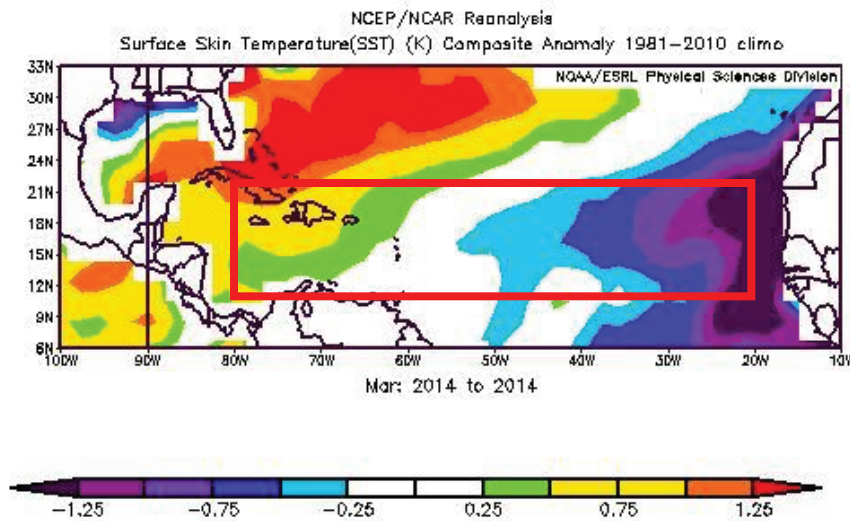 NCEP/NCAR Reanalysis
Surface Skin Temperature(SST) (K) Composite Anomaly 1981-2010 climo
NOAA/ESRL Physical Sciences Division
33N
30N
27N
24N
21N
18N
15N
12N
9N
6N
100W 90W 80W 70W 60W 50W 40W 30W 20W 10W
Mar: 2014 to 2014
-1.25 -0.75 -0.25 0.25 0.75 1.25